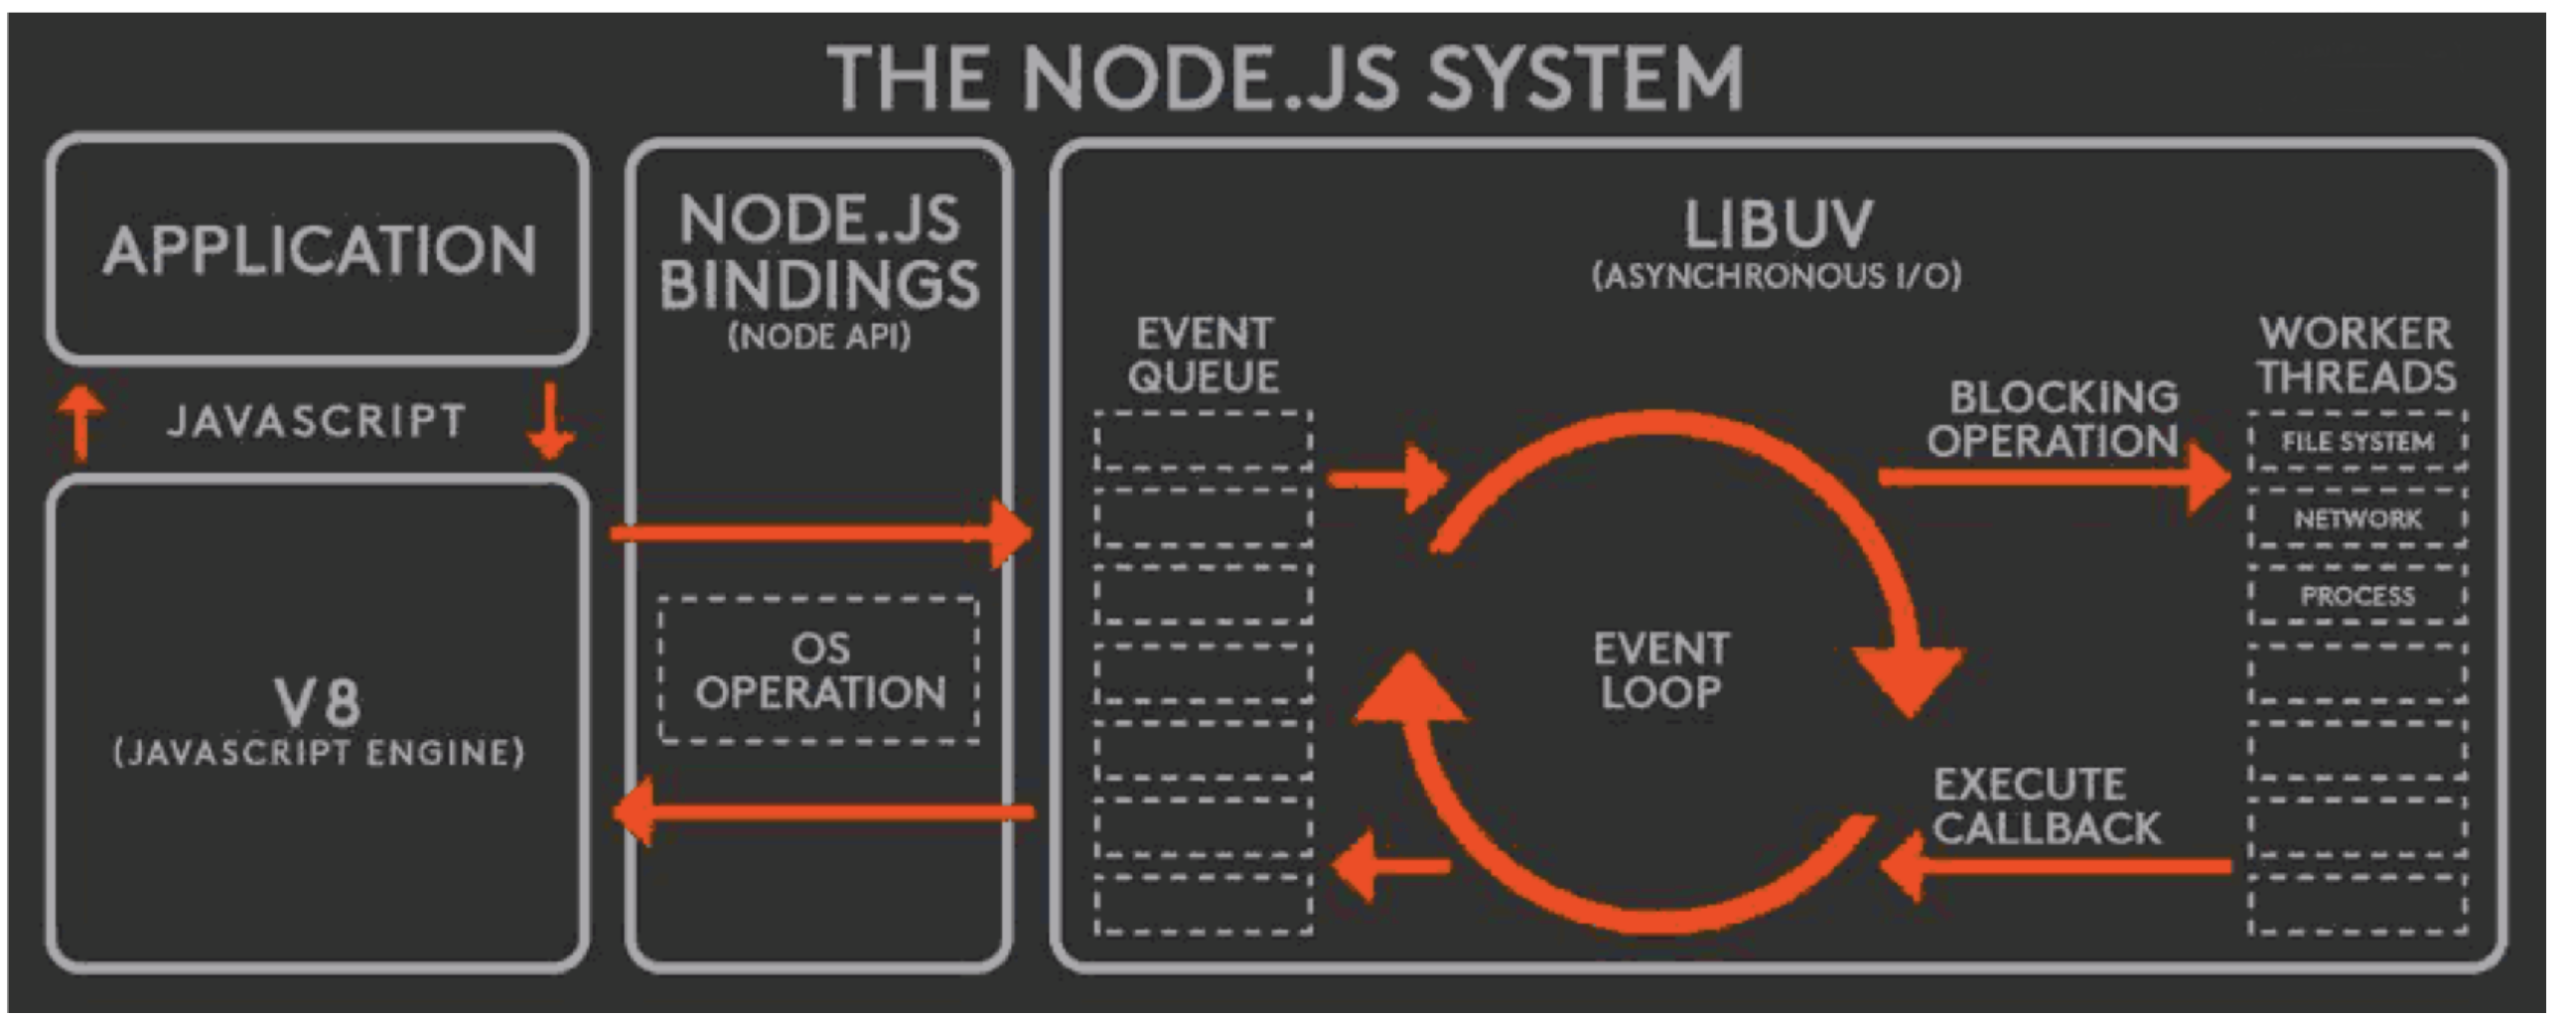 THE NODE.JS SYSTEM
APPLICATION
JAVASCRIPT
V8
(JAVASCRIPT ENGINE)
NODE.JS
BINDINGS
(NODE API)
OS
OPERATION
LIBUV
(ASYNCHRONOUS I/O)
EVENT
QUEUE
EVENT
LOOP
BLOCKING
OPERATION
EXECUTE
CALLBACK
WORKER
THREADS
FILE SYSTEM
NETWORK
PROCESS